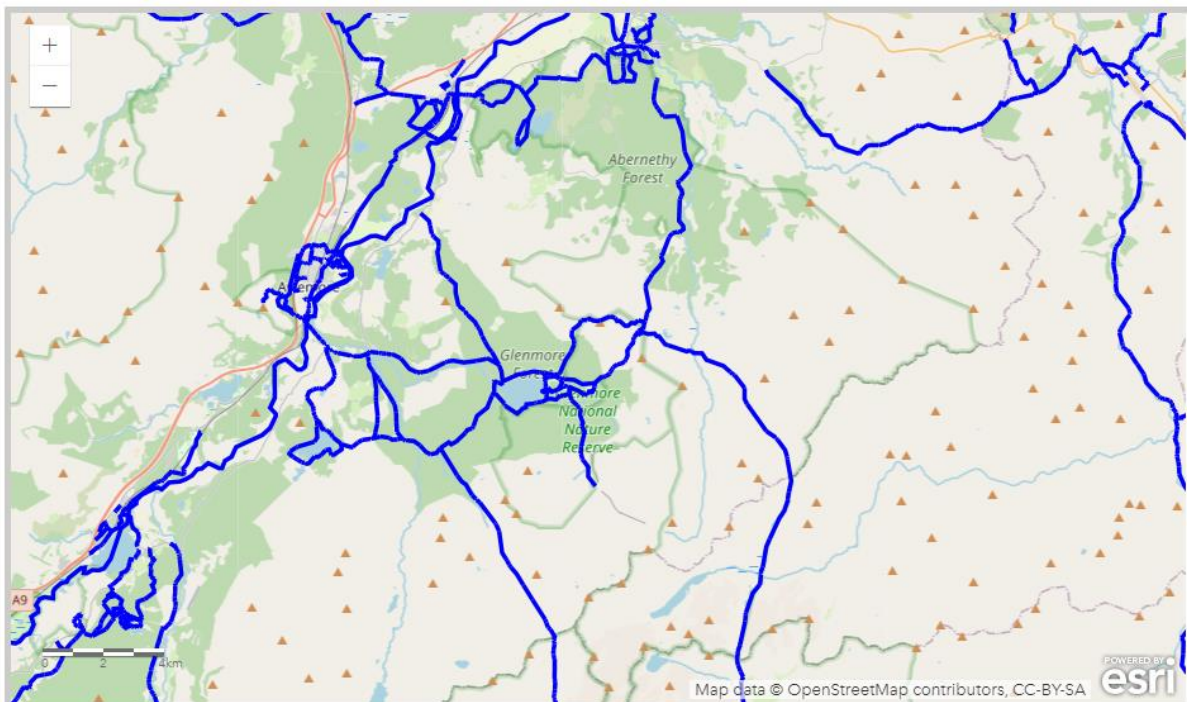 +
−
Abernethy
Forest
Glenmore
National
Nature
Reserve
Glenmore
A9
0 2 4km
POWERED BY
esri
Map data © OpenStreetMap contributors, CC-BY-SA